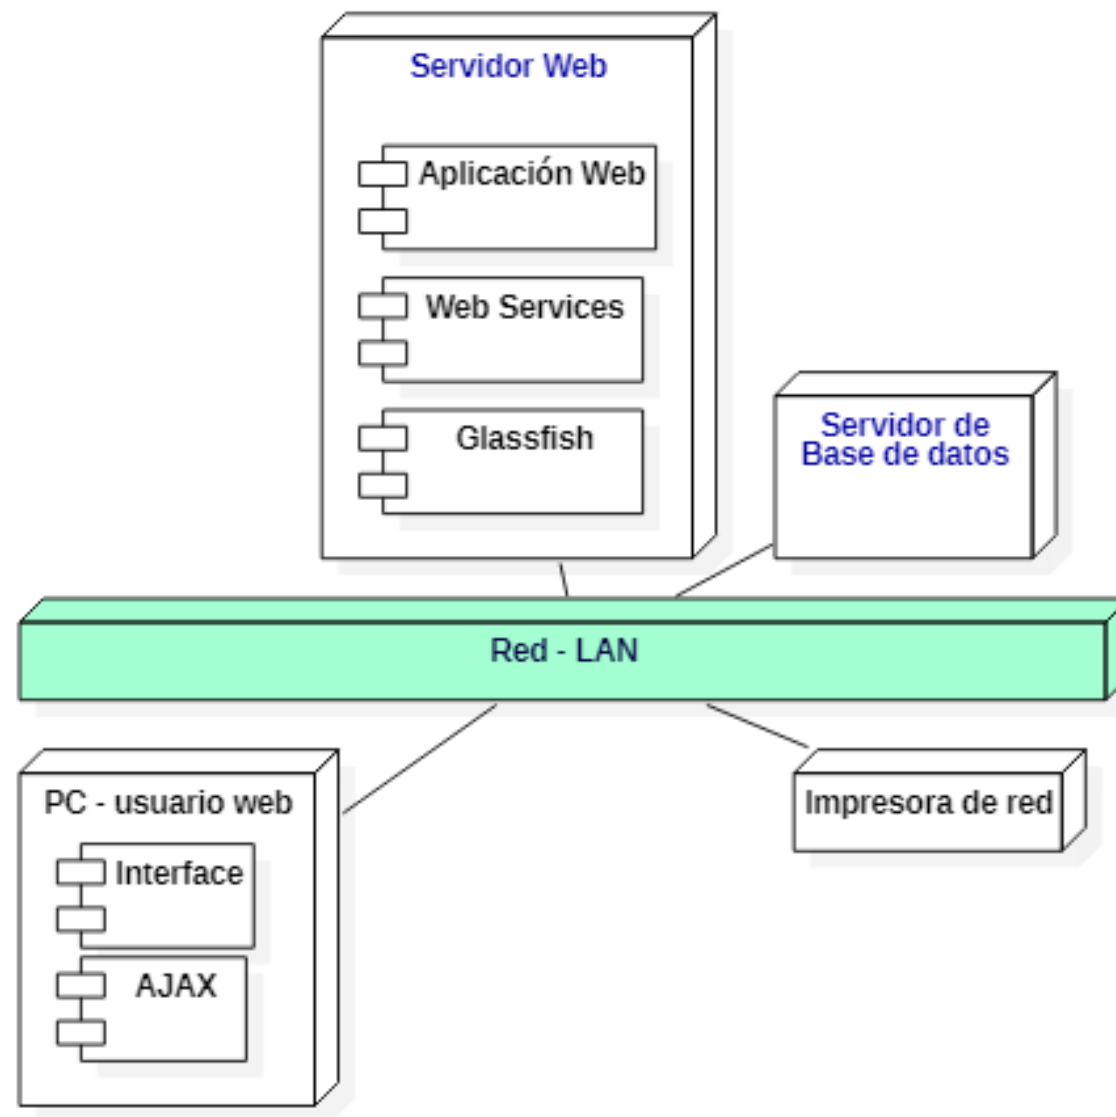 Servidor Web
Aplicación Web
Web Services
Glassfish
Servidor de
Base de datos
Red - LAN
PC - usuario web
Interface
AJAX
Impresora de red